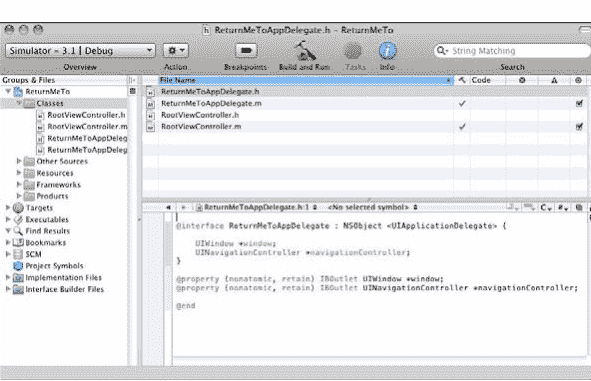 ReturnMeToAppDelegate.h – ReturnMeTo
Simulator - 3.1 | Debug
String Matching
Overview Action Breakpoints Build and Run Tasks Info Search
Groups & Files
ReturnMeTo
Classes
RootViewController.h
RootViewController.m
ReturnMeToAppDeleg
ReturnMeToAppDeleg
Other Sources
Resources
Frameworks
Products
Targets
Executables
Find Results
Bookmarks
SCM
Project Symbols
Implementation Files
Interface Builder Files
File Name Code
ReturnMeToAppDelegate.h
ReturnMeToAppDelegate.m
RootViewController.h
RootViewController.m
ReturnMeToAppDelegate.h:1 <No selected symbol>
@interface ReturnMeToAppDelegate : NSObject <UIApplicationDelegate> {
UIWindow *window;
UINavigationController *navigationController;
}
@property (nonatomic, retain) IBOutlet UIWindow *window;
@property (nonatomic, retain) IBOutlet UINavigationController *navigationController;
@end